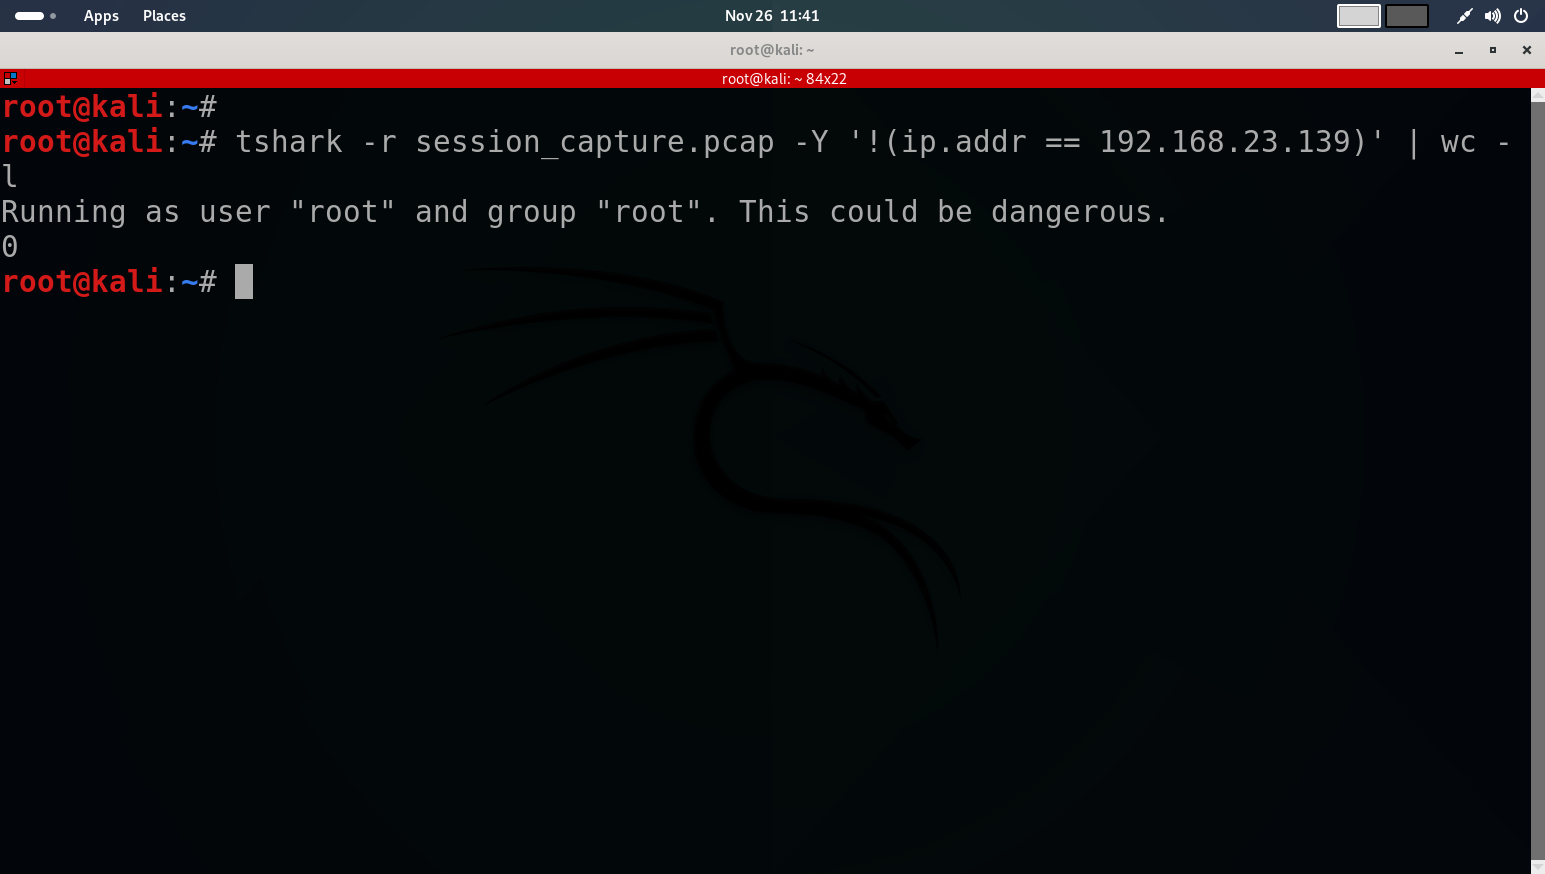 Apps Places Nov 26 11:41
root@kali: ~
root@kali: ~ 84x22
root@kali:~#
root@kali:~# tshark -r session_capture.pcap -Y '!(ip.addr == 192.168.23.139)' | wc -
l
Running as user "root" and group "root". This could be dangerous.
0
root@kali:~#